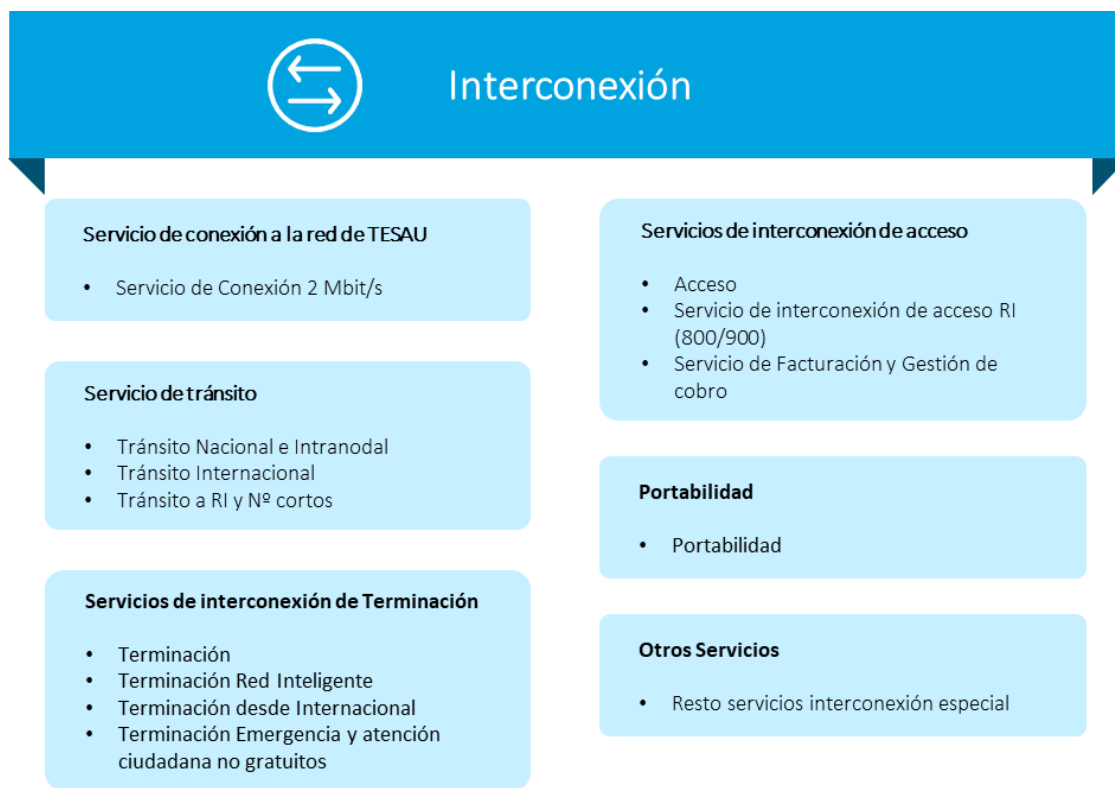 Interconexión
Servicio de conexión a la red de TESAU
• Servicio de Conexión 2 Mbit/s
Servicio de tránsito
• Tránsito Nacional e Intranodal
• Tránsito Internacional
• Tránsito a RI y Nº cortos
Servicios de interconexión de Terminación
• Terminación
• Terminación Red Inteligente
• Terminación desde Internacional
• Terminación Emergencia y atención
ciudadana no gratuitos
Servicios de interconexión de acceso
• Acceso
• Servicio de interconexión de acceso RI
(800/900)
• Servicio de Facturación y Gestión de
cobro
Portabilidad
• Portabilidad
Otros Servicios
• Resto servicios interconexión especial